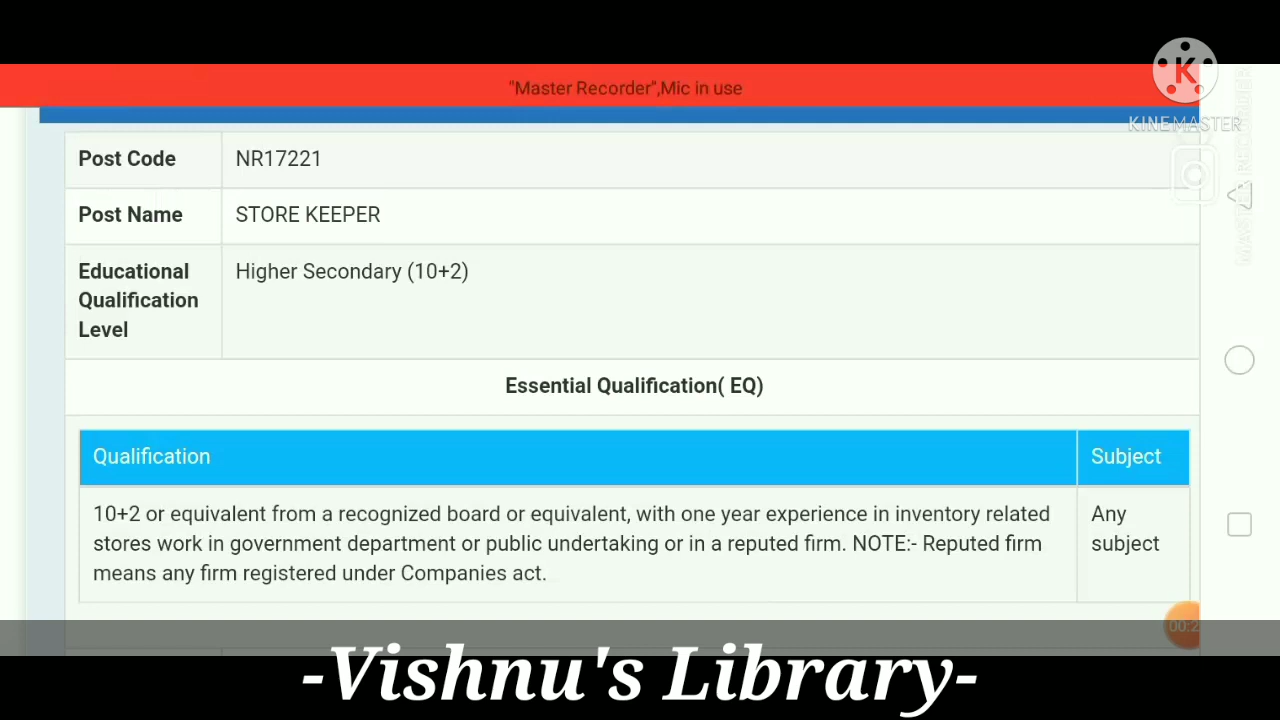 "Master Recorder",Mic in use
K
KINEMASTER
MASTER RECORDER
Post Code NR17221
Post Name STORE KEEPER
Educational Higher Secondary (10+2)
Qualification
Level
Essential Qualification( EQ)
Qualification Subject
10+2 or equivalent from a recognized board or equivalent, with one year experience in inventory related Any
stores work in government department or public undertaking or in a reputed firm. NOTE:- Reputed firm subject
means any firm registered under Companies act.
-Vishnu's Library-